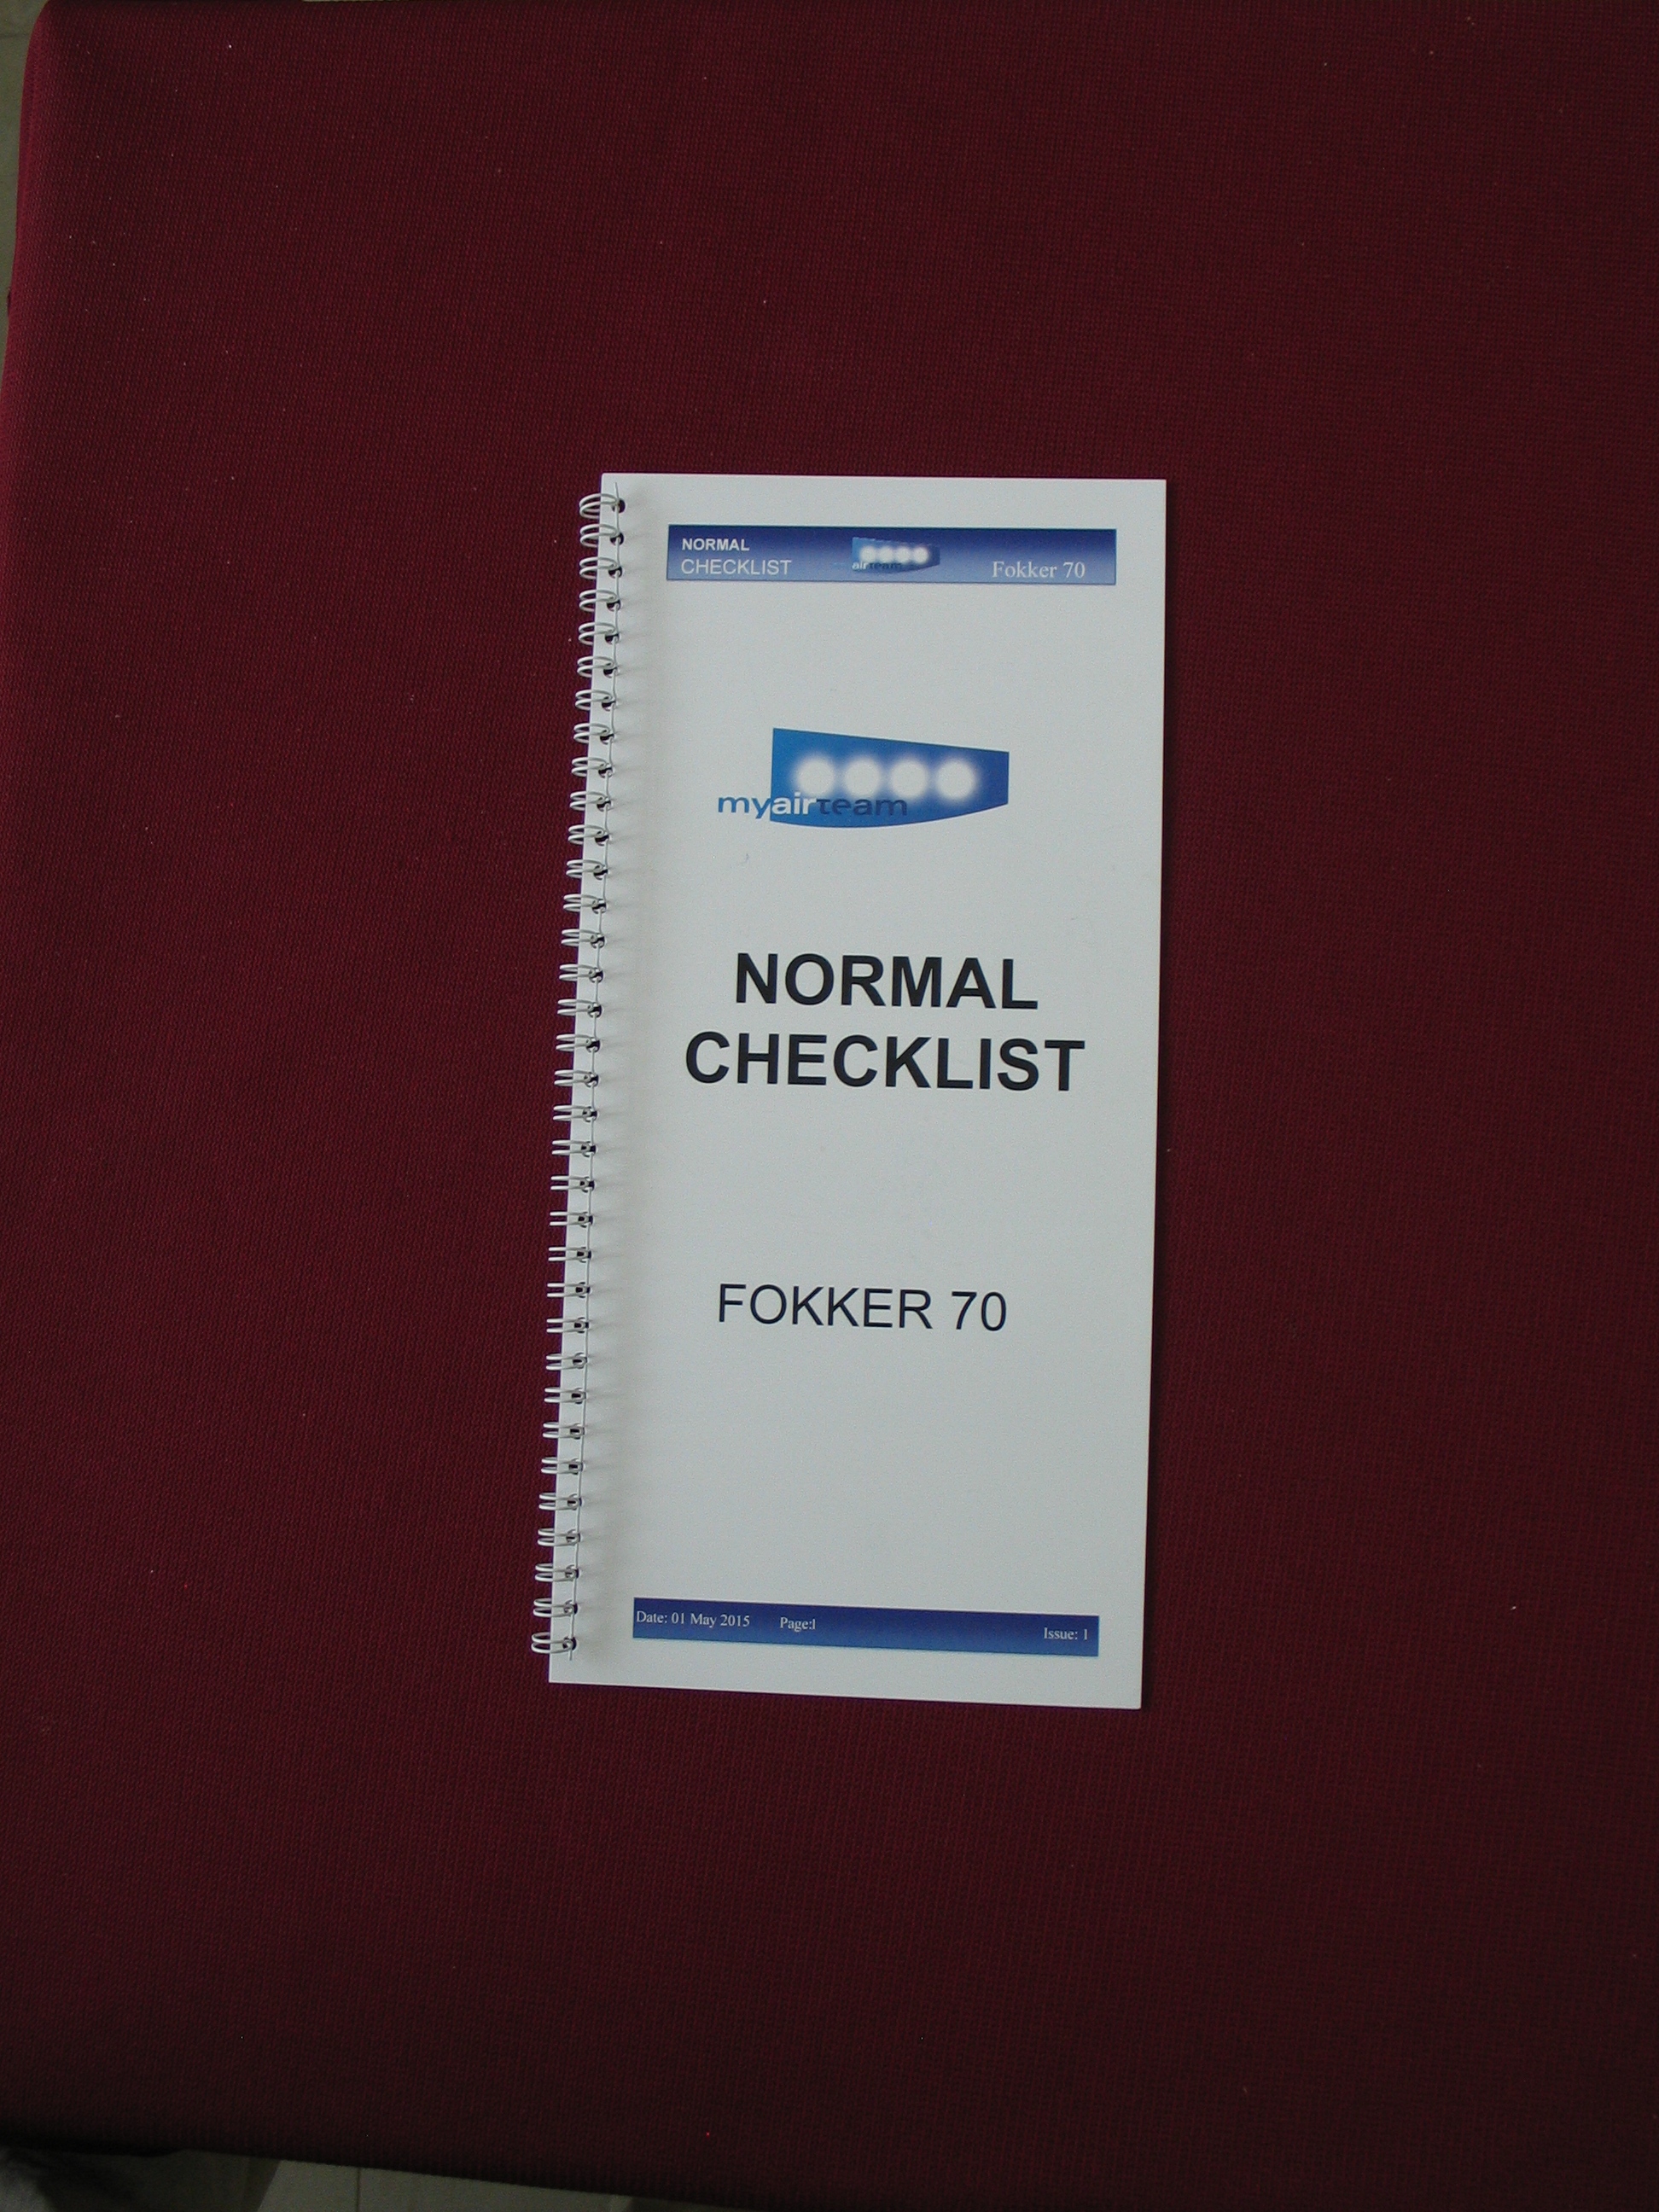 NORMAL
CHECKLIST
airteam
Fokker 70
myairteam
NORMAL
CHECKLIST
FOKKER 70
Date: 01 May 2015 Page:1 Issue: 1